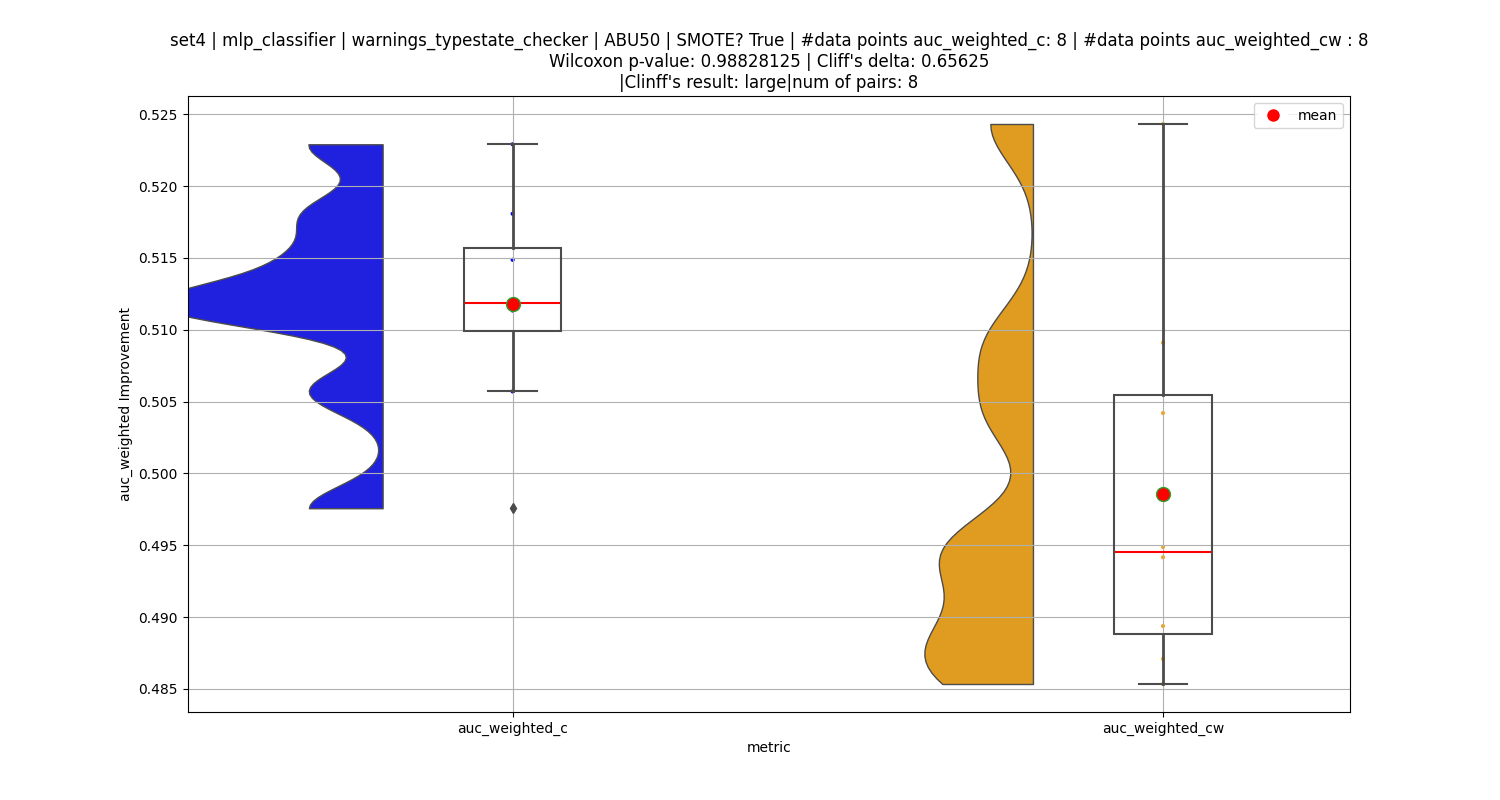 set4 | mlp_classifier | warnings_typestate_checker | ABU50 | SMOTE? True | #data points auc_weighted_c: 8 | #data points auc_weighted_cw : 8
Wilcoxon p-value: 0.98828125 | Cliff's delta: 0.65625
|Clinff's result: large|num of pairs: 8
mean
0.525
0.520
0.515
0.510
0.505
0.500
0.495
0.490
0.485
auc_weighted Improvement
auc_weighted_c
auc_weighted_cw
metric